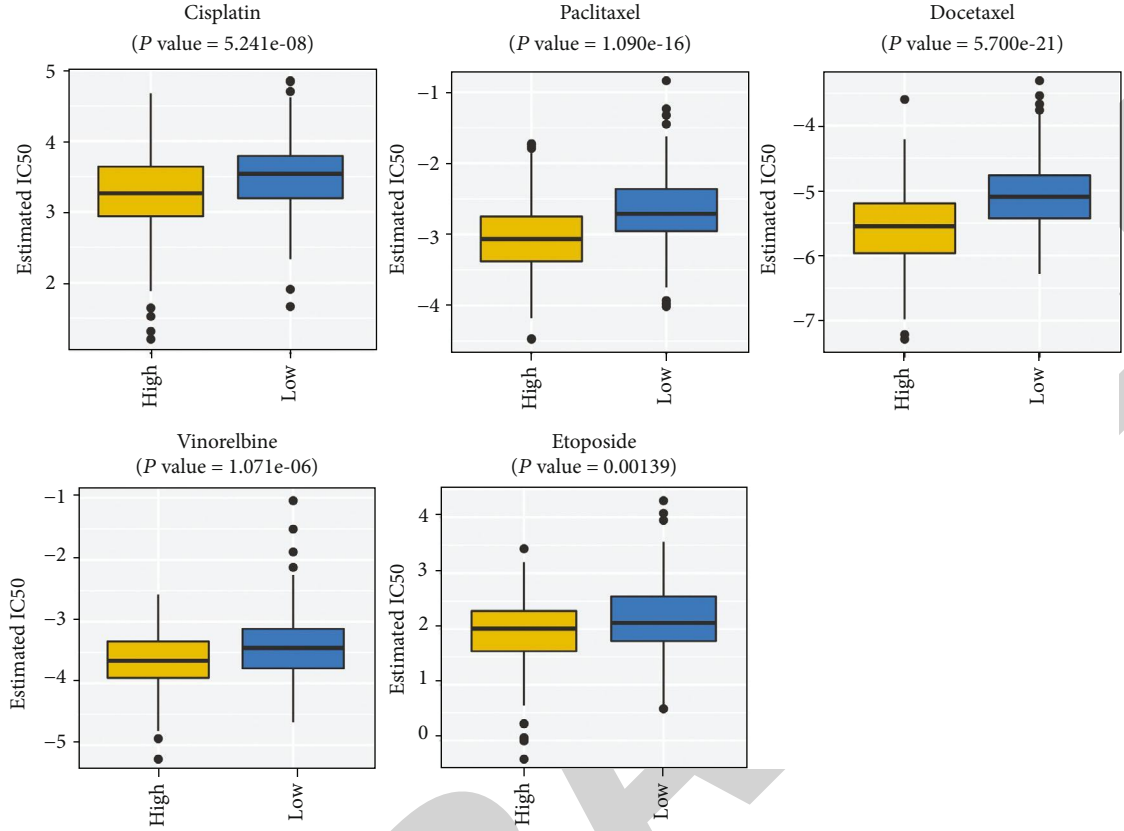 Cisplatin
(P value = 5.241e-08)
Estimated IC50
5
4
3
2
High
Low
Paclitaxel
(P value = 1.090e-16)
Estimated IC50
−1
−2
−3
−4
High
Low
Docetaxel
(P value = 5.700e-21)
Estimated IC50
−4
−5
−6
−7
High
Low
Vinorelbine
(P value = 1.071e-06)
Estimated IC50
−1
−2
−3
−4
−5
High
Low
Etoposide
(P value = 0.00139)
Estimated IC50
4
3
2
1
0
High
Low